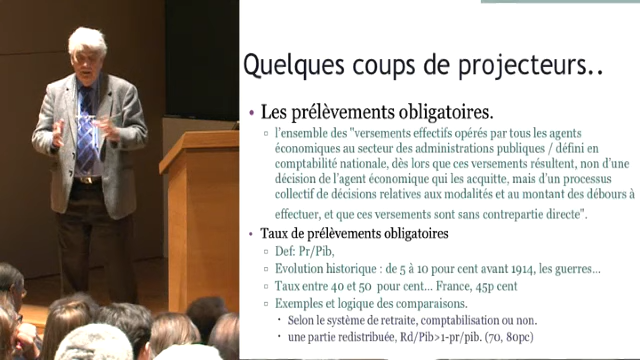 Quelques coups de projecteurs..
• Les prélèvements obligatoires.
▫ l'ensemble des "versements effectifs opérés par tous les agents
économiques au secteur des administrations publiques / défini en
comptabilité nationale, dès lors que ces versements résultent, non d'une
décision de l'agent économique qui les acquitte, mais d'un processus
collectif de décisions relatives aux modalités et au montant des débours à
effectuer, et que ces versements sont sans contrepartie directe".
• Taux de prélèvements obligatoires
▫ Def: Pr/Pib,
▫ Evolution historique : de 5 à 10 pour cent avant 1914, les guerres...
▫ Taux entre 40 et 50 pour cent... France, 45p cent
▫ Exemples et logique des comparaisons.
• Selon le système de retraite, comptabilisation ou non.
• une partie redistribuée, Rd/Pib>1-pr/pib. (70, 80pc)